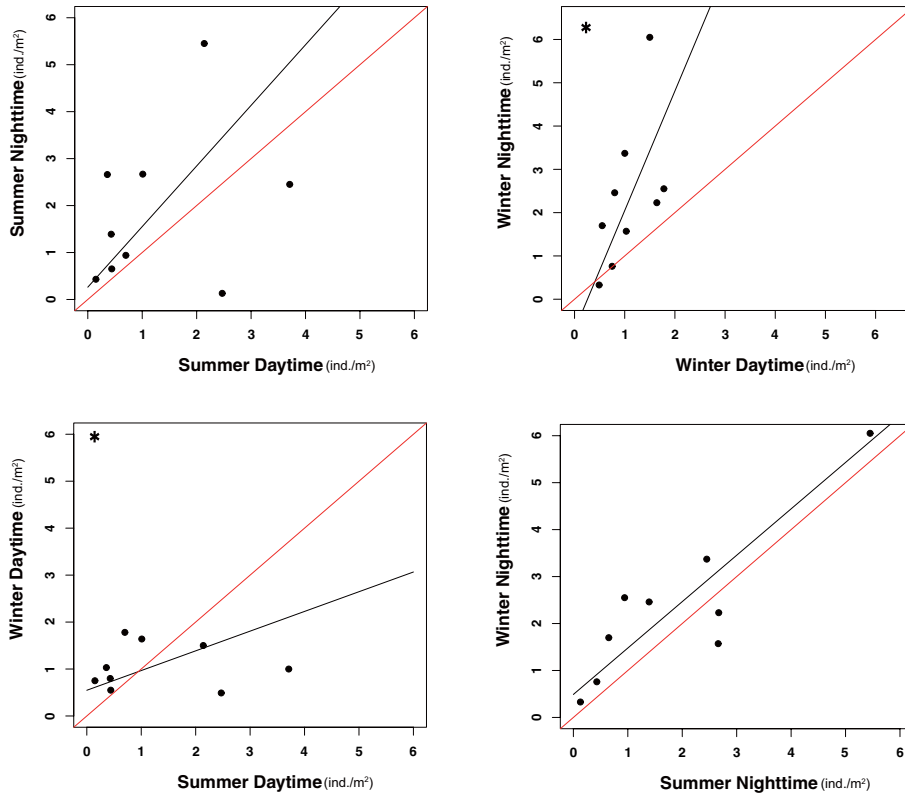 Summer Nighttime (ind./m²)
0 1 2 3 4 5 6
0 1 2 3 4 5 6
Summer Daytime (ind./m²)
Winter Nighttime (ind./m²)
0 1 2 3 4 5 6
*
0 1 2 3 4 5 6
Winter Daytime (ind./m²)
Winter Daytime (ind./m²)
0 1 2 3 4 5 6
*
0 1 2 3 4 5 6
Summer Daytime (ind./m²)
Winter Nighttime (ind./m²)
0 1 2 3 4 5 6
0 1 2 3 4 5 6
Summer Nighttime (ind./m²)